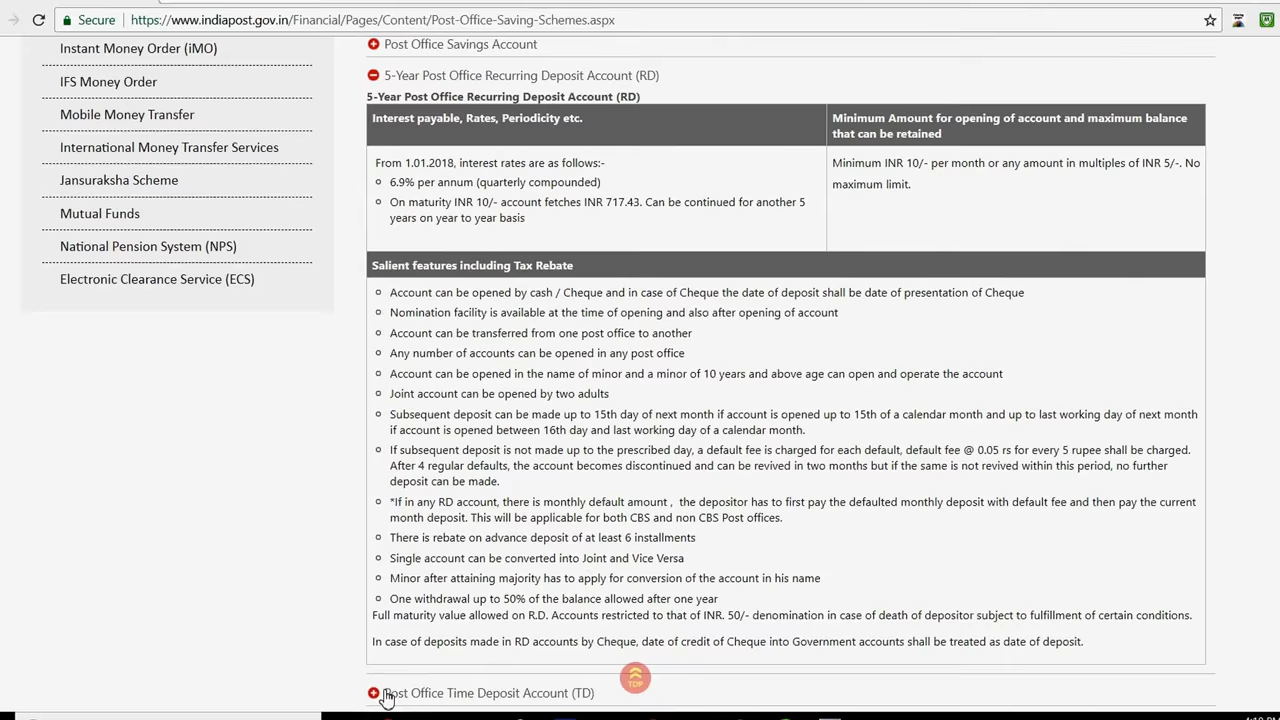 Secure https://www.indiapost.gov.in/Financial/Pages/Content/Post-Office-Saving-Schemes.aspx
Instant Money Order (iMO)
IFS Money Order
Mobile Money Transfer
International Money Transfer Services
Jansuraksha Scheme
Mutual Funds
National Pension System (NPS)
Electronic Clearance Service (ECS)
Post Office Savings Account
5-Year Post Office Recurring Deposit Account (RD)
5-Year Post Office Recurring Deposit Account (RD)
Interest payable, Rates, Periodicity etc.
Minimum Amount for opening of account and maximum balance
that can be retained
From 1.01.2018, interest rates are as follows:-
6.9% per annum (quarterly compounded)
On maturity INR 10/- account fetches INR 717.43. Can be continued for another 5
years on year to year basis
Minimum INR 10/- per month or any amount in multiples of INR 5/-. No
maximum limit.
Salient features including Tax Rebate
Account can be opened by cash / Cheque and in case of Cheque the date of deposit shall be date of presentation of Cheque
Nomination facility is available at the time of opening and also after opening of account
Account can be transferred from one post office to another
Any number of accounts can be opened in any post office
Account can be opened in the name of minor and a minor of 10 years and above age can open and operate the account
Joint account can be opened by two adults
Subsequent deposit can be made up to 15th day of next month if account is opened up to 15th of a calendar month and up to last working day of next month
if account is opened between 16th day and last working day of a calendar month.
If subsequent deposit is not made up to the prescribed day, a default fee is charged for each default, default fee @ 0.05 rs for every 5 rupee shall be charged.
After 4 regular defaults, the account becomes discontinued and can be revived in two months but if the same is not revived within this period, no further
deposit can be made.
*If in any RD account, there is monthly default amount , the depositor has to first pay the defaulted monthly deposit with default fee and then pay the current
month deposit. This will be applicable for both CBS and non CBS Post offices.
There is rebate on advance deposit of at least 6 installments
Single account can be converted into Joint and Vice Versa
Minor after attaining majority has to apply for conversion of the account in his name
One withdrawal up to 50% of the balance allowed after one year
Full maturity value allowed on R.D. Accounts restricted to that of INR. 50/- denomination in case of death of depositor subject to fulfillment of certain conditions.
In case of deposits made in RD accounts by Cheque, date of credit of Cheque into Government accounts shall be treated as date of deposit.
TOP
Post Office Time Deposit Account (TD)